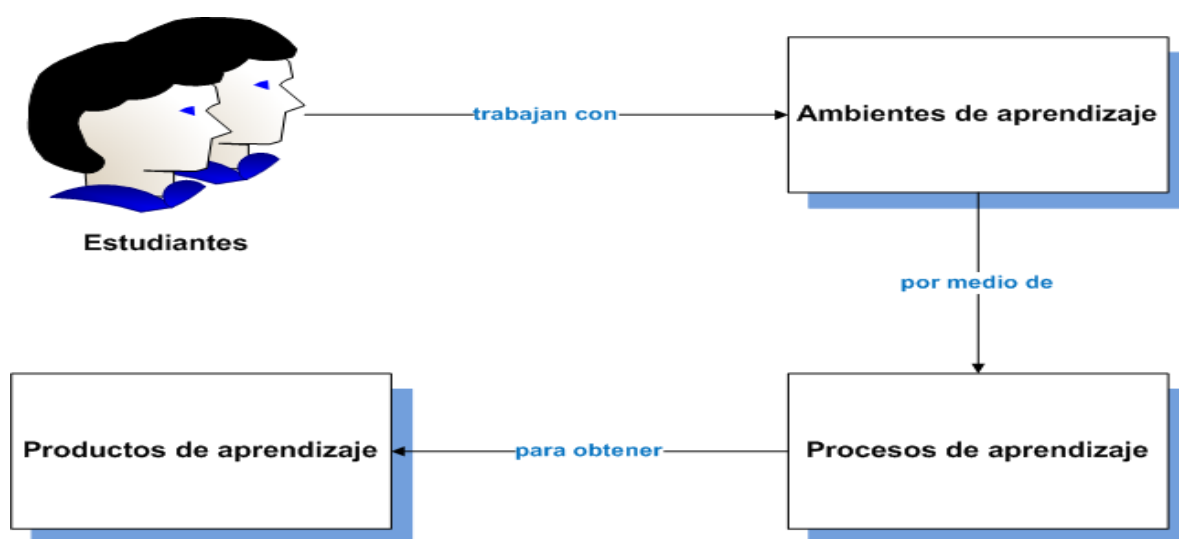 trabajan con
Ambientes de aprendizaje
Estudiantes
por medio de
Productos de aprendizaje
para obtener
Procesos de aprendizaje